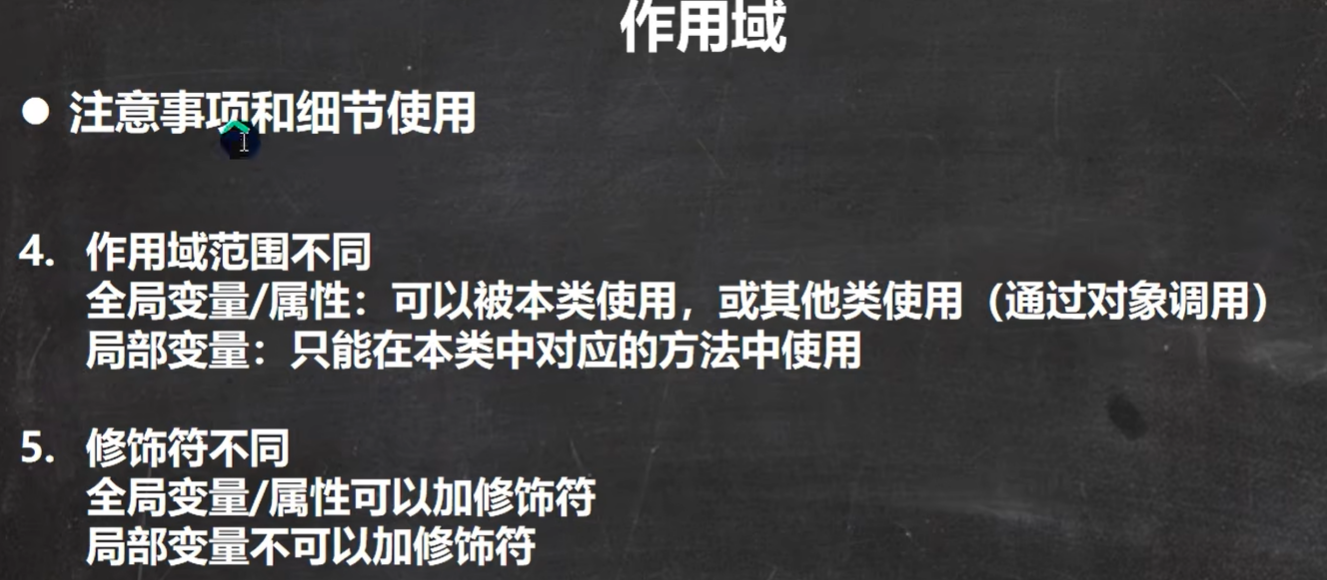 作用域
● 注意事项和细节使用
4. 作用域范围不同
全局变量/属性：可以被本类使用，或其他类使用（通过对象调用）
局部变量：只能在本类中对应的方法中使用
5. 修饰符不同
全局变量/属性可以加修饰符
局部变量不可以加修饰符